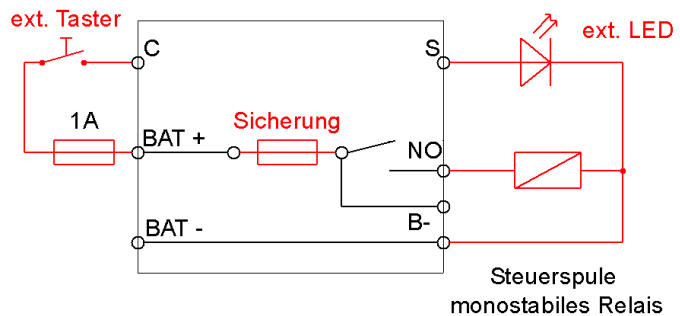 ext. Taster
C
S
ext. LED
1A
BAT +
Sicherung
NO
B-
BAT -
Steuerspule
monostabiles Relais